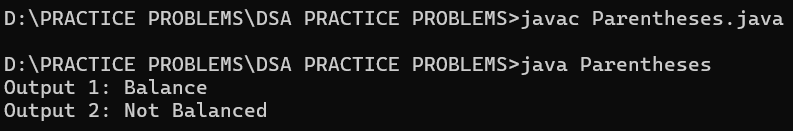 D:\PRACTICE PROBLEMS\DSA PRACTICE PROBLEMS>javac Parentheses.java
D:\PRACTICE PROBLEMS\DSA PRACTICE PROBLEMS>java Parentheses
Output 1: Balance
Output 2: Not Balanced